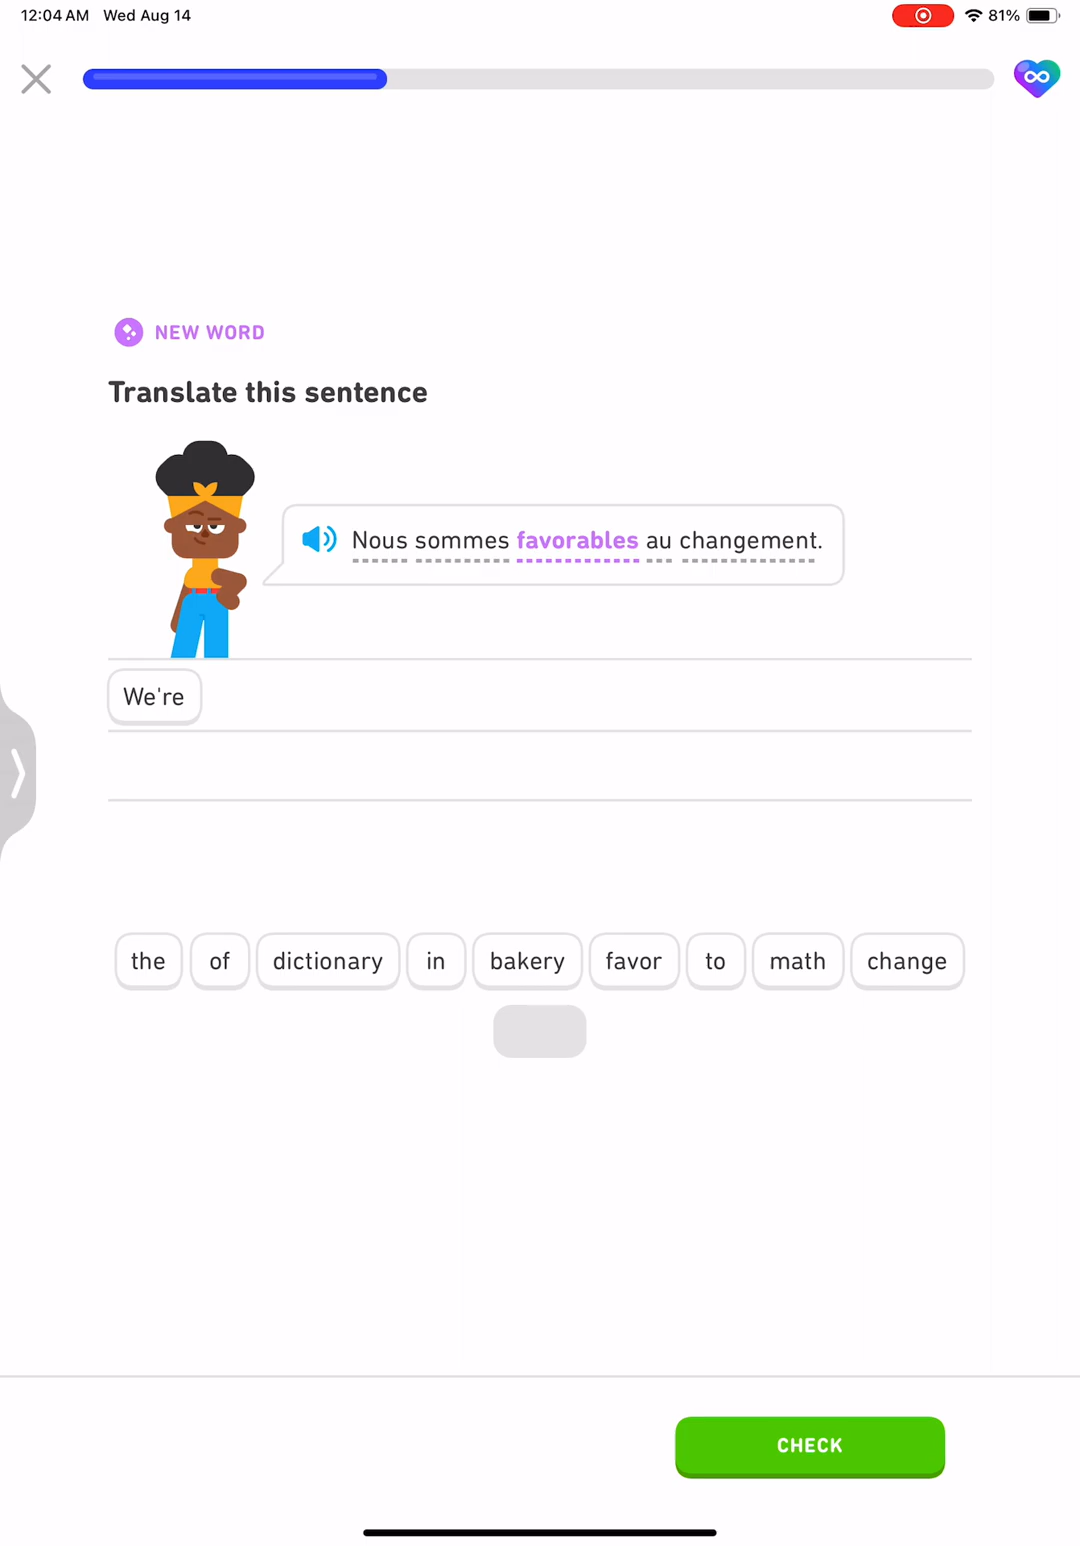 12:04 AM Wed Aug 14
81%
NEW WORD
Translate this sentence
Nous sommes favorables au changement.
We're
the of dictionary in bakery favor to math change
CHECK